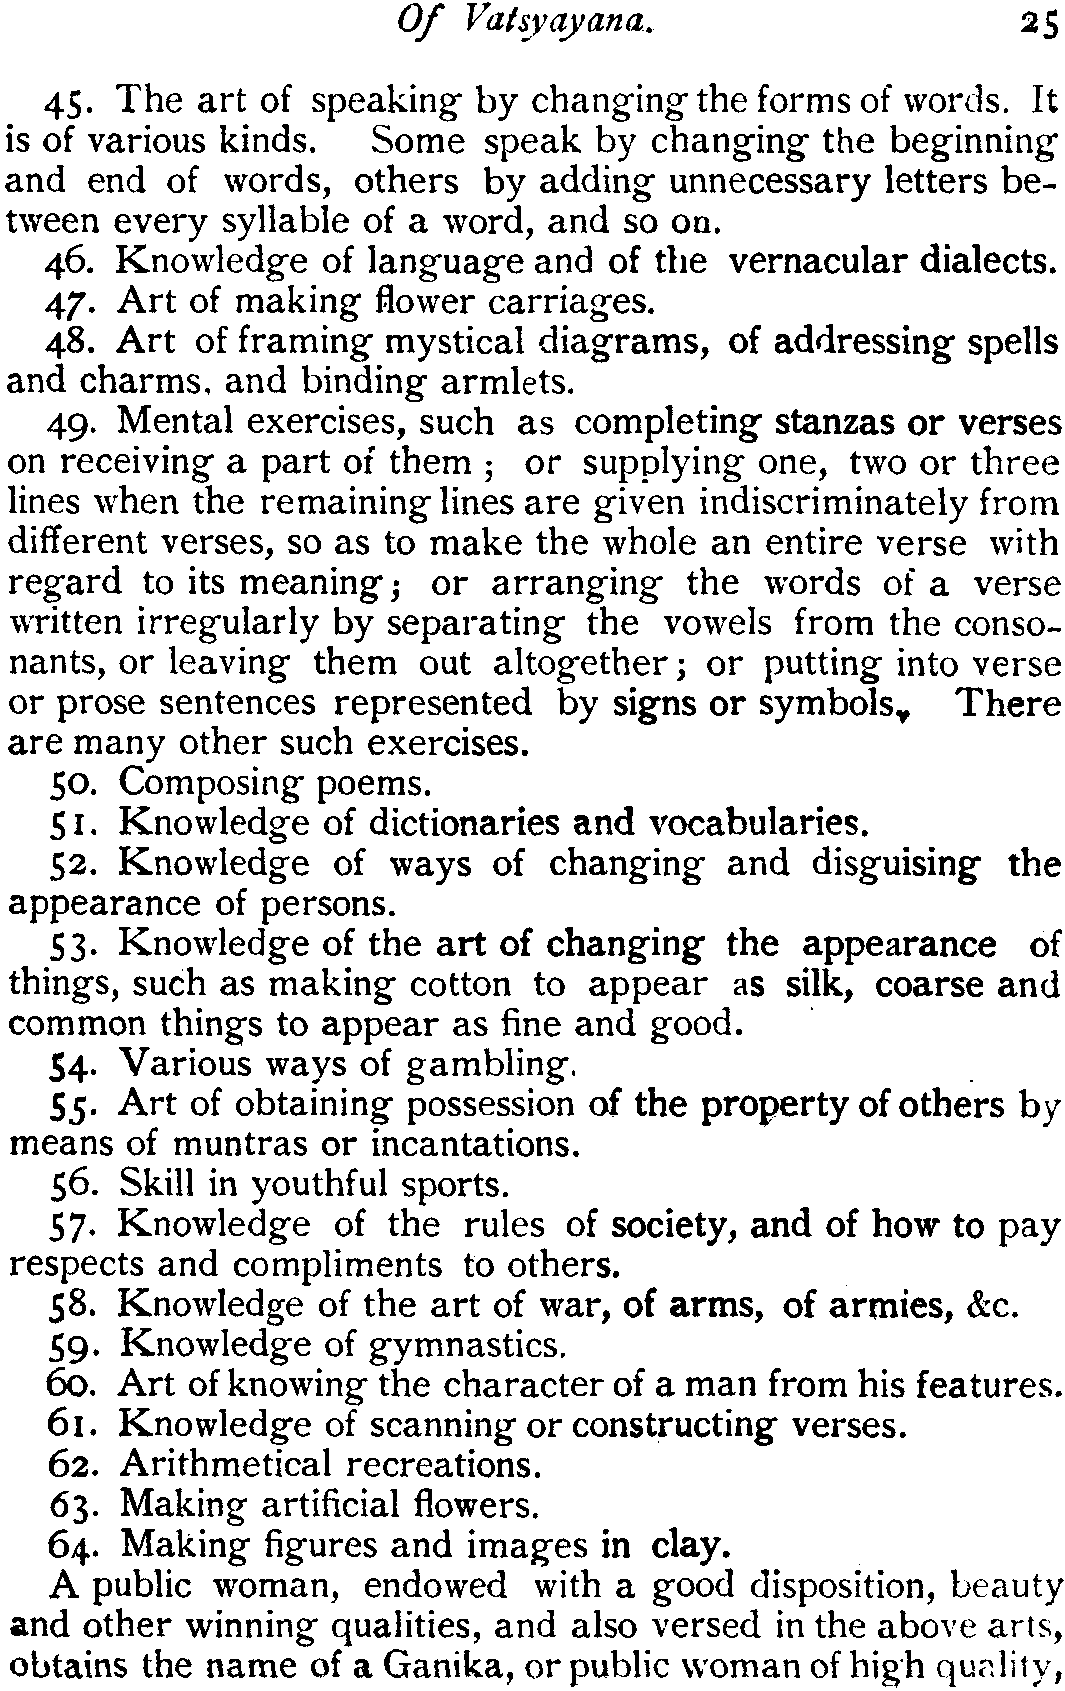 Of Vatsyayana. 25
45. The art of speaking by changing the forms of words. It
is of various kinds. Some speak by changing the beginning
and end of words, others by adding unnecessary letters be-
tween every syllable of a word, and so on.
46. Knowledge of language and of the vernacular dialects.
47. Art of making flower carriages.
48. Art of framing mystical diagrams, of addressing spells
and charms, and binding armlets.
49. Mental exercises, such as completing stanzas or verses
on receiving a part of them ; or supplying one, two or three
lines when the remaining lines are given indiscriminately from
different verses, so as to make the whole an entire verse with
regard to its meaning ; or arranging the words of a verse
written irregularly by separating the vowels from the conso-
nants, or leaving them out altogether ; or putting into verse
or prose sentences represented by signs or symbols, There
are many other such exercises.
50. Composing poems.
51. Knowledge of dictionaries and vocabularies.
52. Knowledge of ways of changing and disguising the
appearance of persons.
53. Knowledge of the art of changing the appearance of
things, such as making cotton to appear as silk, coarse and
common things to appear as fine and good.
54. Various ways of gambling.
55. Art of obtaining possession of the property of others by
means of muntras or incantations.
56. Skill in youthful sports.
57. Knowledge of the rules of society, and of how to pay
respects and compliments to others.
58. Knowledge of the art of war, of arms, of armies, &c.
59. Knowledge of gymnastics.
60. Art of knowing the character of a man from his features.
61. Knowledge of scanning or constructing verses.
62. Arithmetical recreations.
63. Making artificial flowers.
64. Making figures and images in clay.
A public woman, endowed with a good disposition, beauty
and other winning qualities, and also versed in the above arts,
obtains the name of a Ganika, or public woman of high quality,